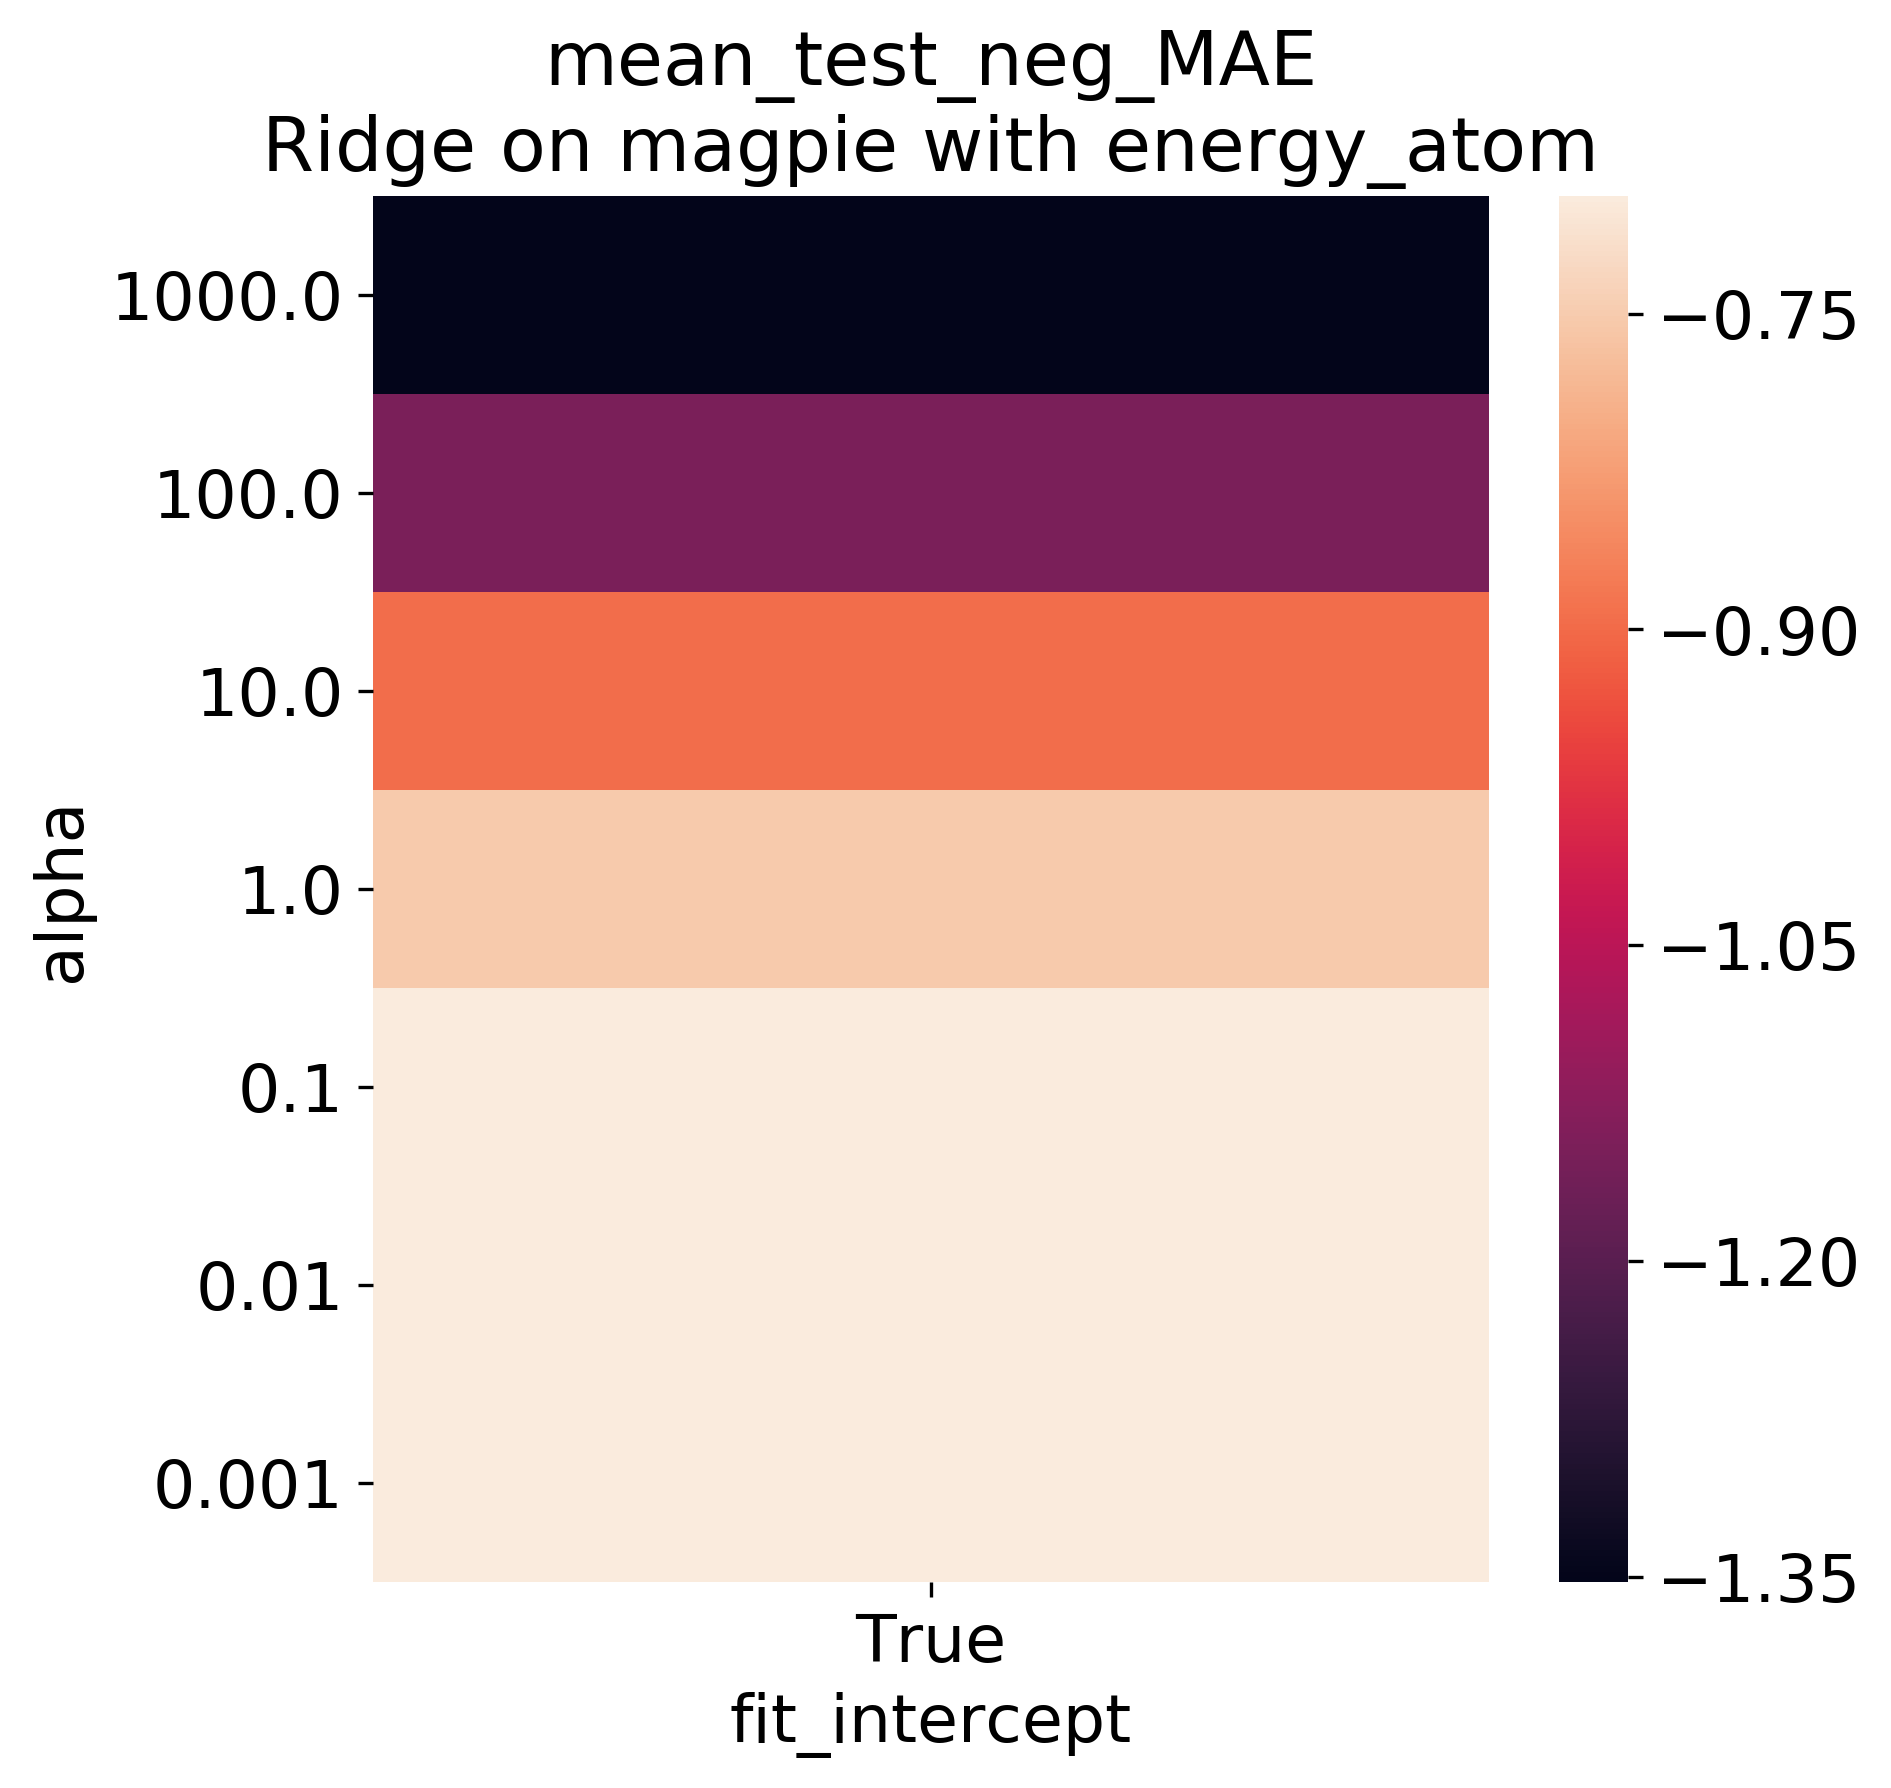 mean_test_neg_MAE
Ridge on magpie with energy_atom
1000.0
100.0
10.0
1.0
0.1
0.01
0.001
alpha
True
fit_intercept
−0.75
−0.90
−1.05
−1.20
−1.35